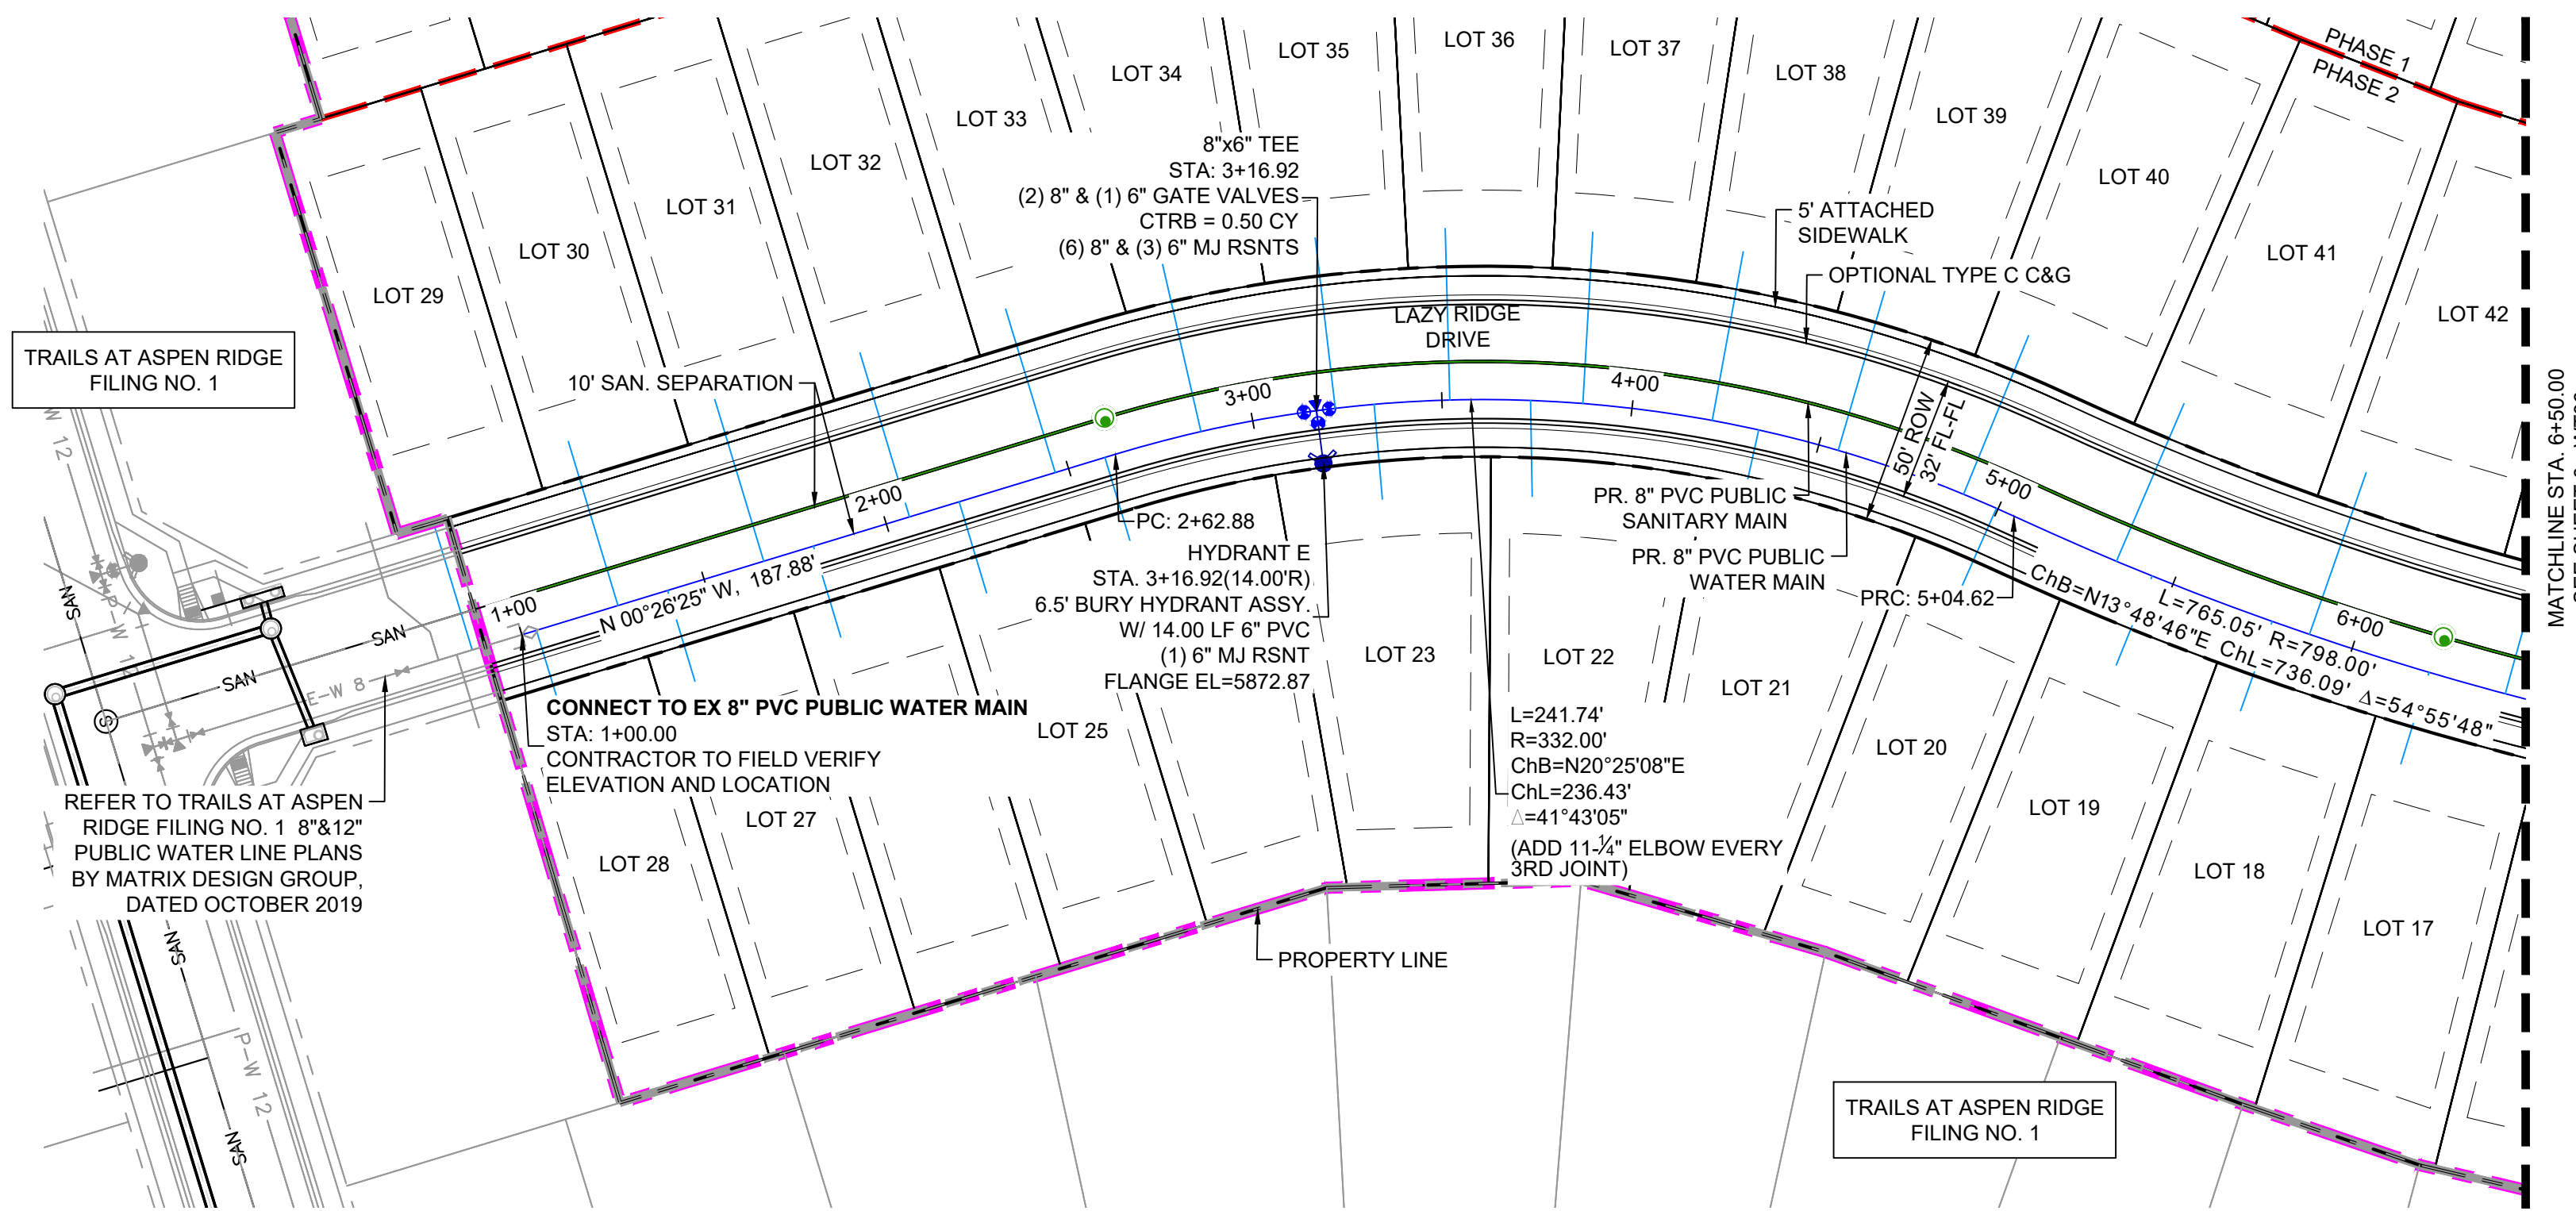 LOT 35
LOT 36
LOT 37
LOT 34
LOT 38
LOT 33
LOT 39
LOT 32
LOT 40
LOT 31
LOT 41
LOT 30
LOT 29
LOT 42
PHASE 1
PHASE 2
8"x6" TEE
STA: 3+16.92
(2) 8" & (1) 6" GATE VALVES
CTRB = 0.50 CY
(6) 8" & (3) 6" MJ RSNTS
5' ATTACHED
SIDEWALK
OPTIONAL TYPE C C&G
LAZY RIDGE
DRIVE
TRAILS AT ASPEN RIDGE
FILING NO. 1
10' SAN. SEPARATION
1+00
2+00
3+00
4+00
5+00
6+00
50' ROW
32' FL-FL
MATCHLINE STA. 6+50.00
PC: 2+62.88
HYDRANT E
STA. 3+16.92(14.00'R)
6.5' BURY HYDRANT ASSY.
W/ 14.00 LF 6" PVC
(1) 6" MJ RSNT
FLANGE EL=5872.87
PR. 8" PVC PUBLIC
SANITARY MAIN
PR. 8" PVC PUBLIC
WATER MAIN
PRC: 5+04.62
N 00°26'25" W, 187.88'
L=765.05' R=798.00'
ChB=N13°48'46"E ChL=736.09' Δ=54°55'48"
W 12
P-W 12
SAN
SAN
SAN
E-W 8
S
CONNECT TO EX 8" PVC PUBLIC WATER MAIN
STA: 1+00.00
CONTRACTOR TO FIELD VERIFY
ELEVATION AND LOCATION
REFER TO TRAILS AT ASPEN
RIDGE FILING NO. 1 8"&12"
PUBLIC WATER LINE PLANS
BY MATRIX DESIGN GROUP,
DATED OCTOBER 2019
L=241.74'
R=332.00'
ChB=N20°25'08"E
ChL=236.43'
Δ=41°43'05"
(ADD 11-¼" ELBOW EVERY
3RD JOINT)
LOT 28
LOT 27
LOT 25
LOT 23
LOT 22
LOT 21
LOT 20
LOT 19
LOT 18
LOT 17
PROPERTY LINE
SAN
P-W 12
SAN
TRAILS AT ASPEN RIDGE
FILING NO. 1